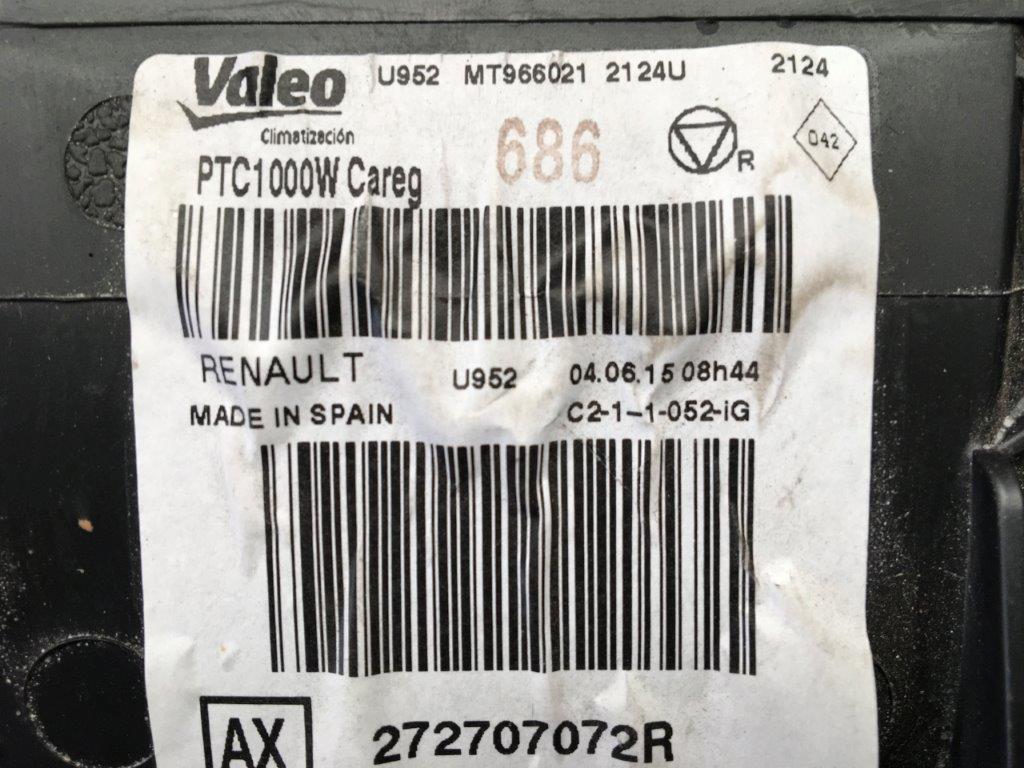 Valeo U952 MT966021 2124U 2124
Climatización 686 R 042
PTC1000W Careg
RENAULT U952 04.06.15 08h44
MADE IN SPAIN C2-1-1-052-iG
AX 272707072R